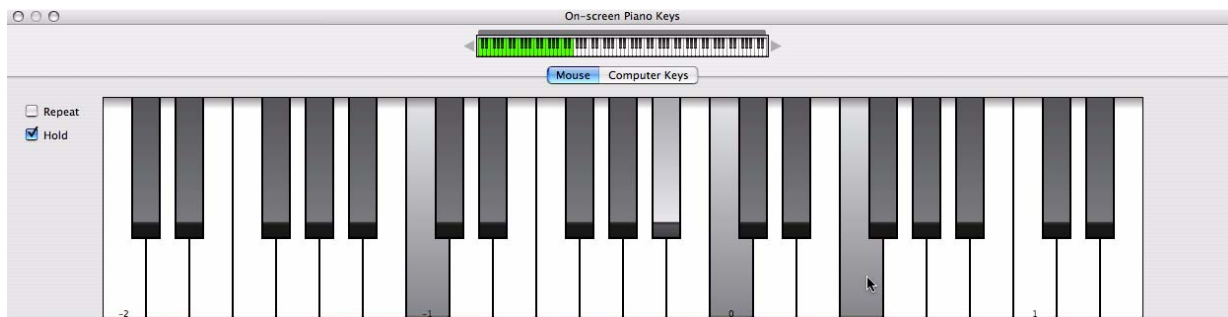 On-screen Piano Keys
Mouse Computer Keys
Repeat
Hold
-2 -1 0 1